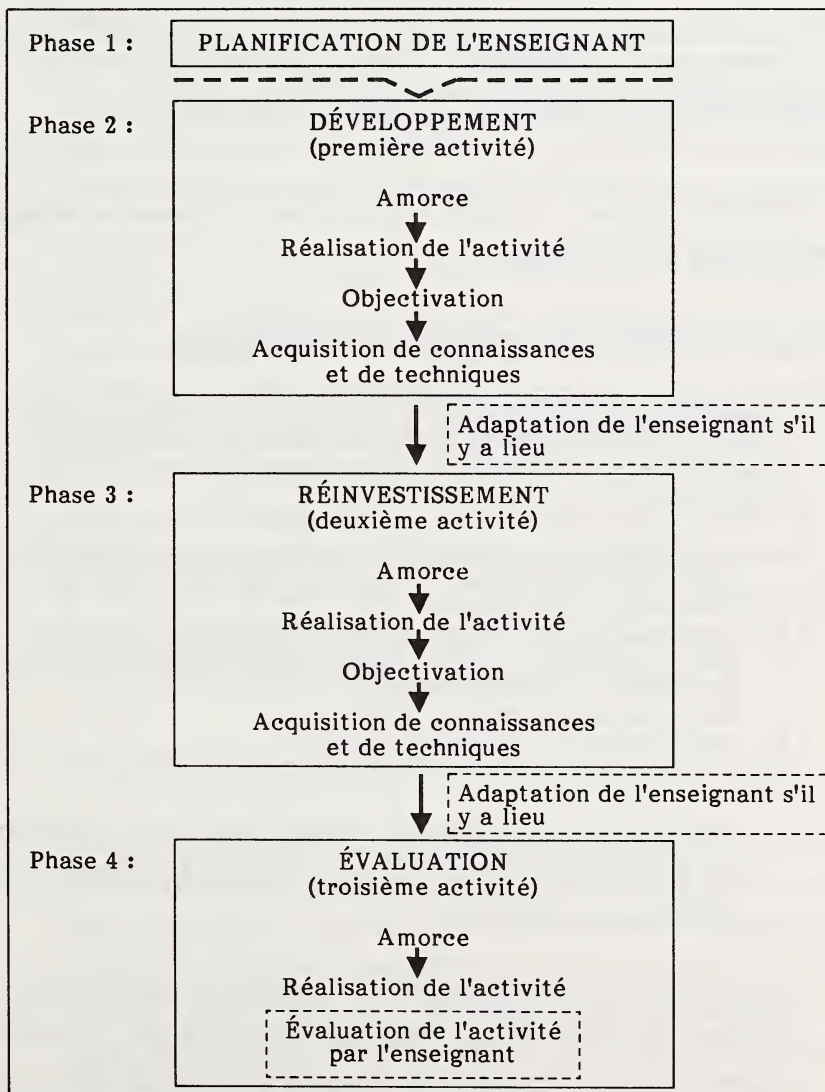 Phase 1 : PLANIFICATION DE L'ENSEIGNANT
Phase 2 : DÉVELOPPEMENT
(première activité)
Amorce
Réalisation de l'activité
Objectivation
Acquisition de connaissances
et de techniques
Adaptation de l'enseignant s'il
y a lieu
Phase 3 : RÉINVESTISSEMENT
(deuxième activité)
Amorce
Réalisation de l'activité
Objectivation
Acquisition de connaissances
et de techniques
Adaptation de l'enseignant s'il
y a lieu
Phase 4 : ÉVALUATION
(troisième activité)
Amorce
Réalisation de l'activité
Évaluation de l'activité
par l'enseignant